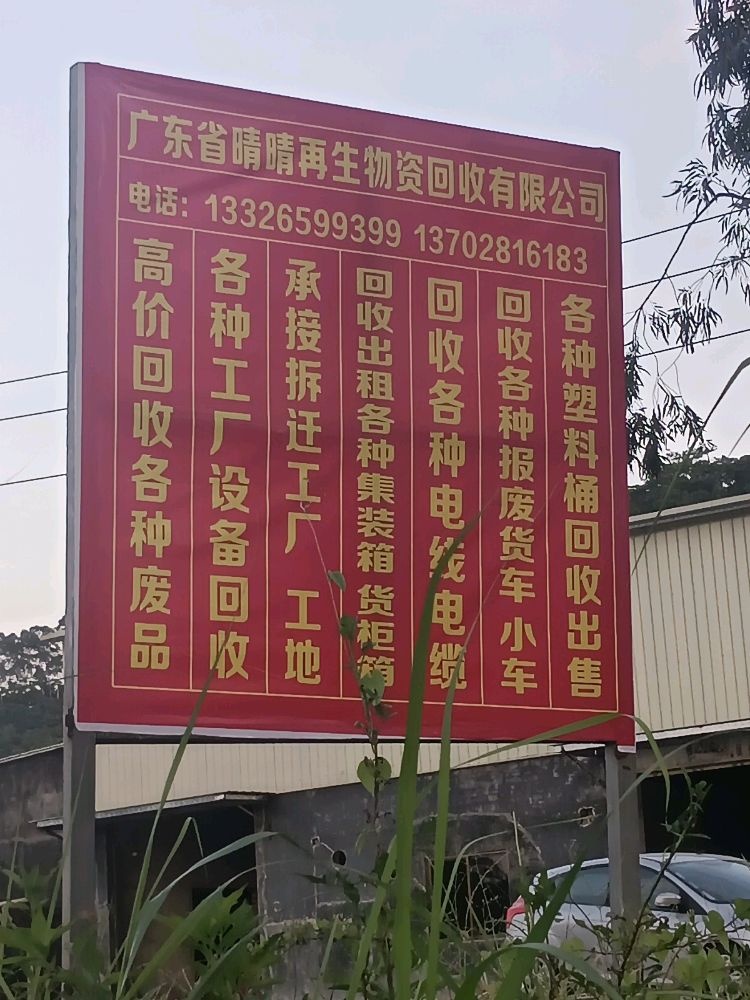 广东省晴晴再生物资回收有限公司
电话：13326599399 13702816183
高价回收各种废品
各种工厂设备回收
承接拆迁工厂 工地
回收出租各种集装箱 货柜箱
回收各种电线电缆
回收各种报废货车 小车
各种塑料桶回收出售